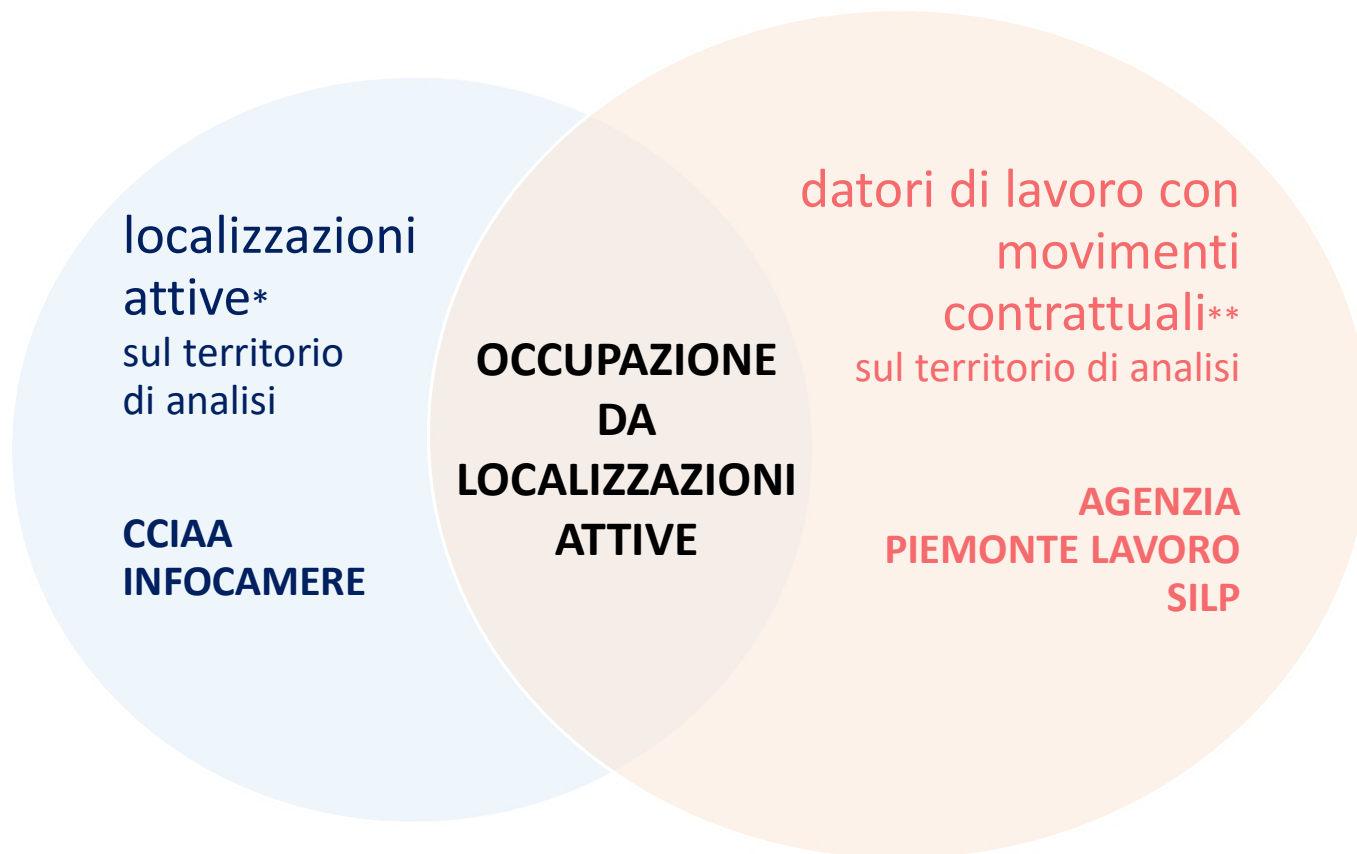 localizzazioni
attive*
sul territorio
di analisi
CCIAA
INFOCAMERE
OCCUPAZIONE
DA
LOCALIZZAZIONI
ATTIVE
datori di lavoro con
movimenti
contrattuali**
sul territorio di analisi
AGENZIA
PIEMONTE LAVORO
SILP